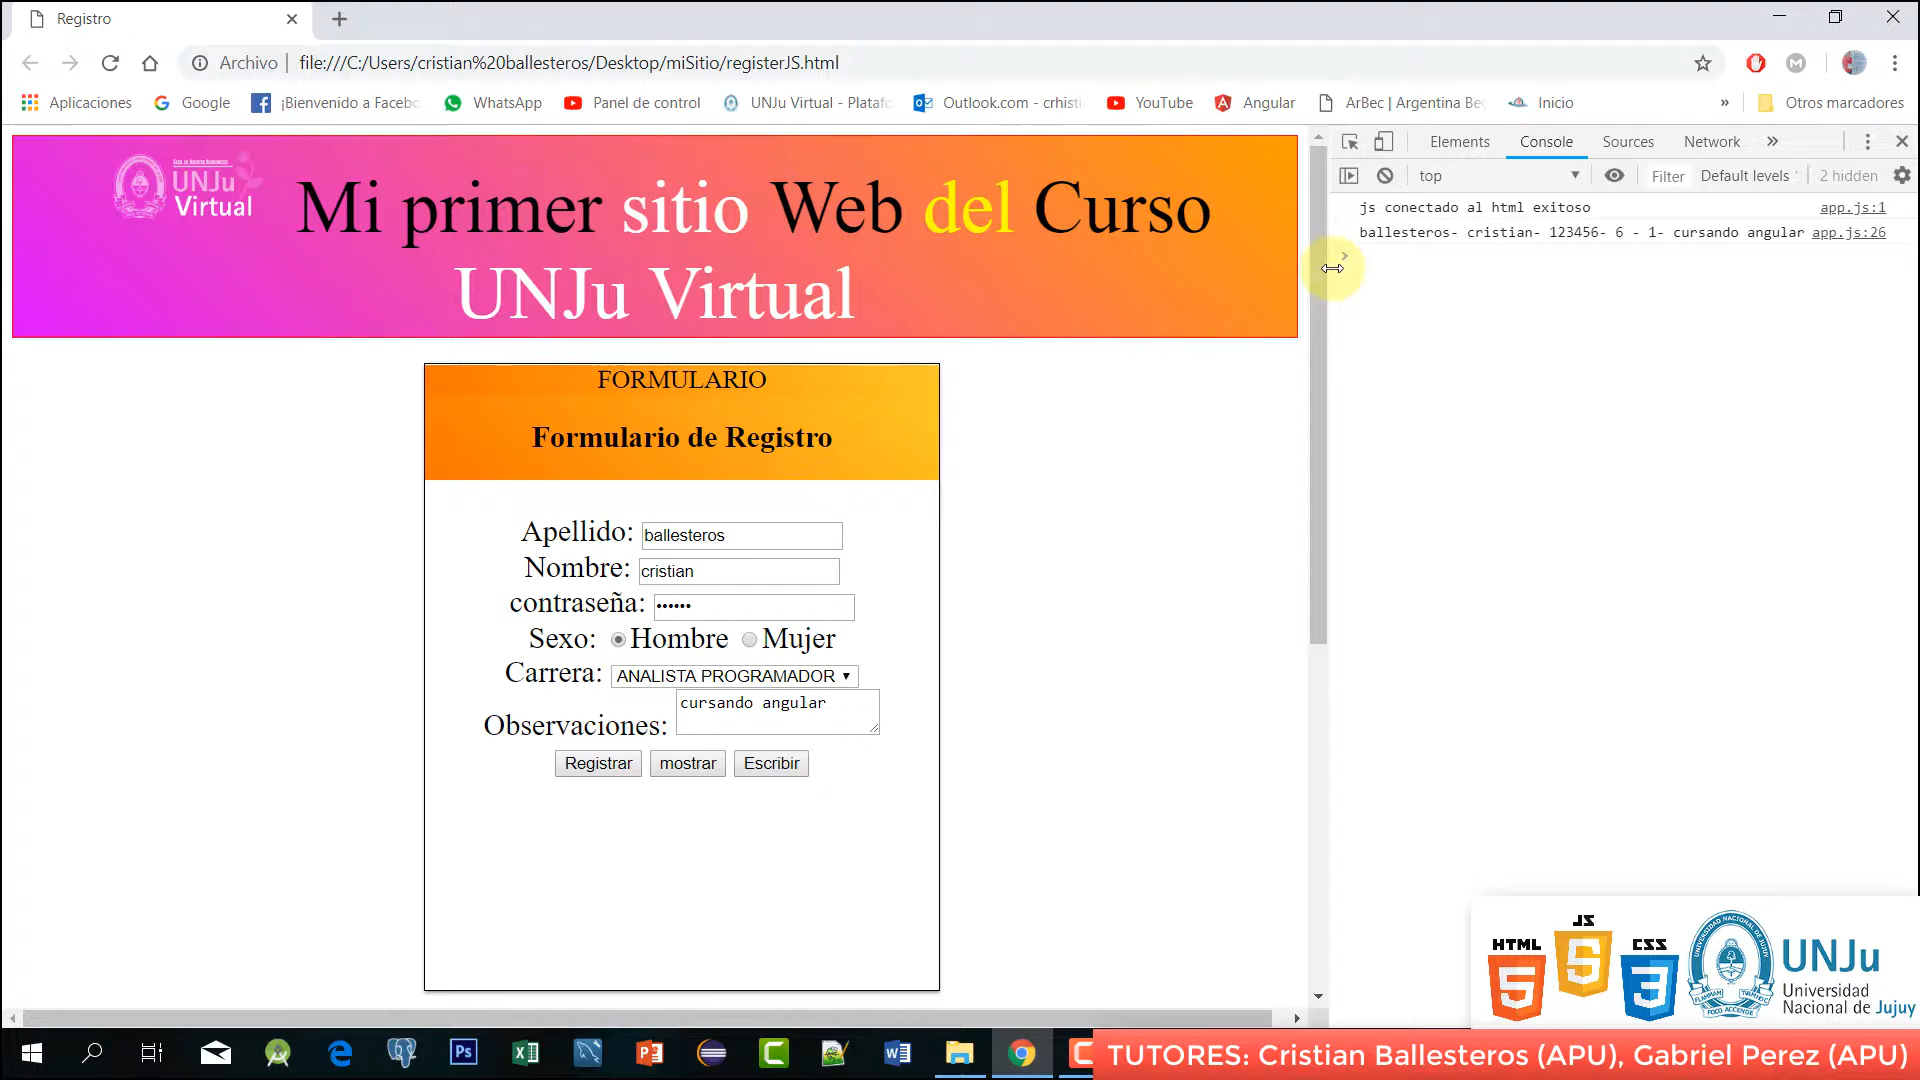 Registro
Archivo | file:///C:/Users/cristian%20ballesteros/Desktop/miSitio/registerJS.html
Aplicaciones Google ¡Bienvenido a Facebo WhatsApp Panel de control UNJu Virtual - Plataf Outlook.com - crhisti YouTube Angular ArBec | Argentina Bec Inicio » Otros marcadores
UNJu
Virtual
Mi primer sitio Web del Curso
UNJu Virtual
FORMULARIO
Formulario de Registro
Apellido: ballesteros
Nombre: cristian
contraseña: ••••••
Sexo: Hombre Mujer
Carrera: ANALISTA PROGRAMADOR
Observaciones: cursando angular
Registrar mostrar Escribir
Elements Console Sources Network »
top Filter Default levels 2 hidden
js conectado al html exitoso app.js:1
ballesteros- cristian- 123456- 6 - 1- cursando angular app.js:26
HTML JS CSS
UNJu
Universidad
Nacional de Jujuy
TUTORES: Cristian Ballesteros (APU), Gabriel Perez (APU)